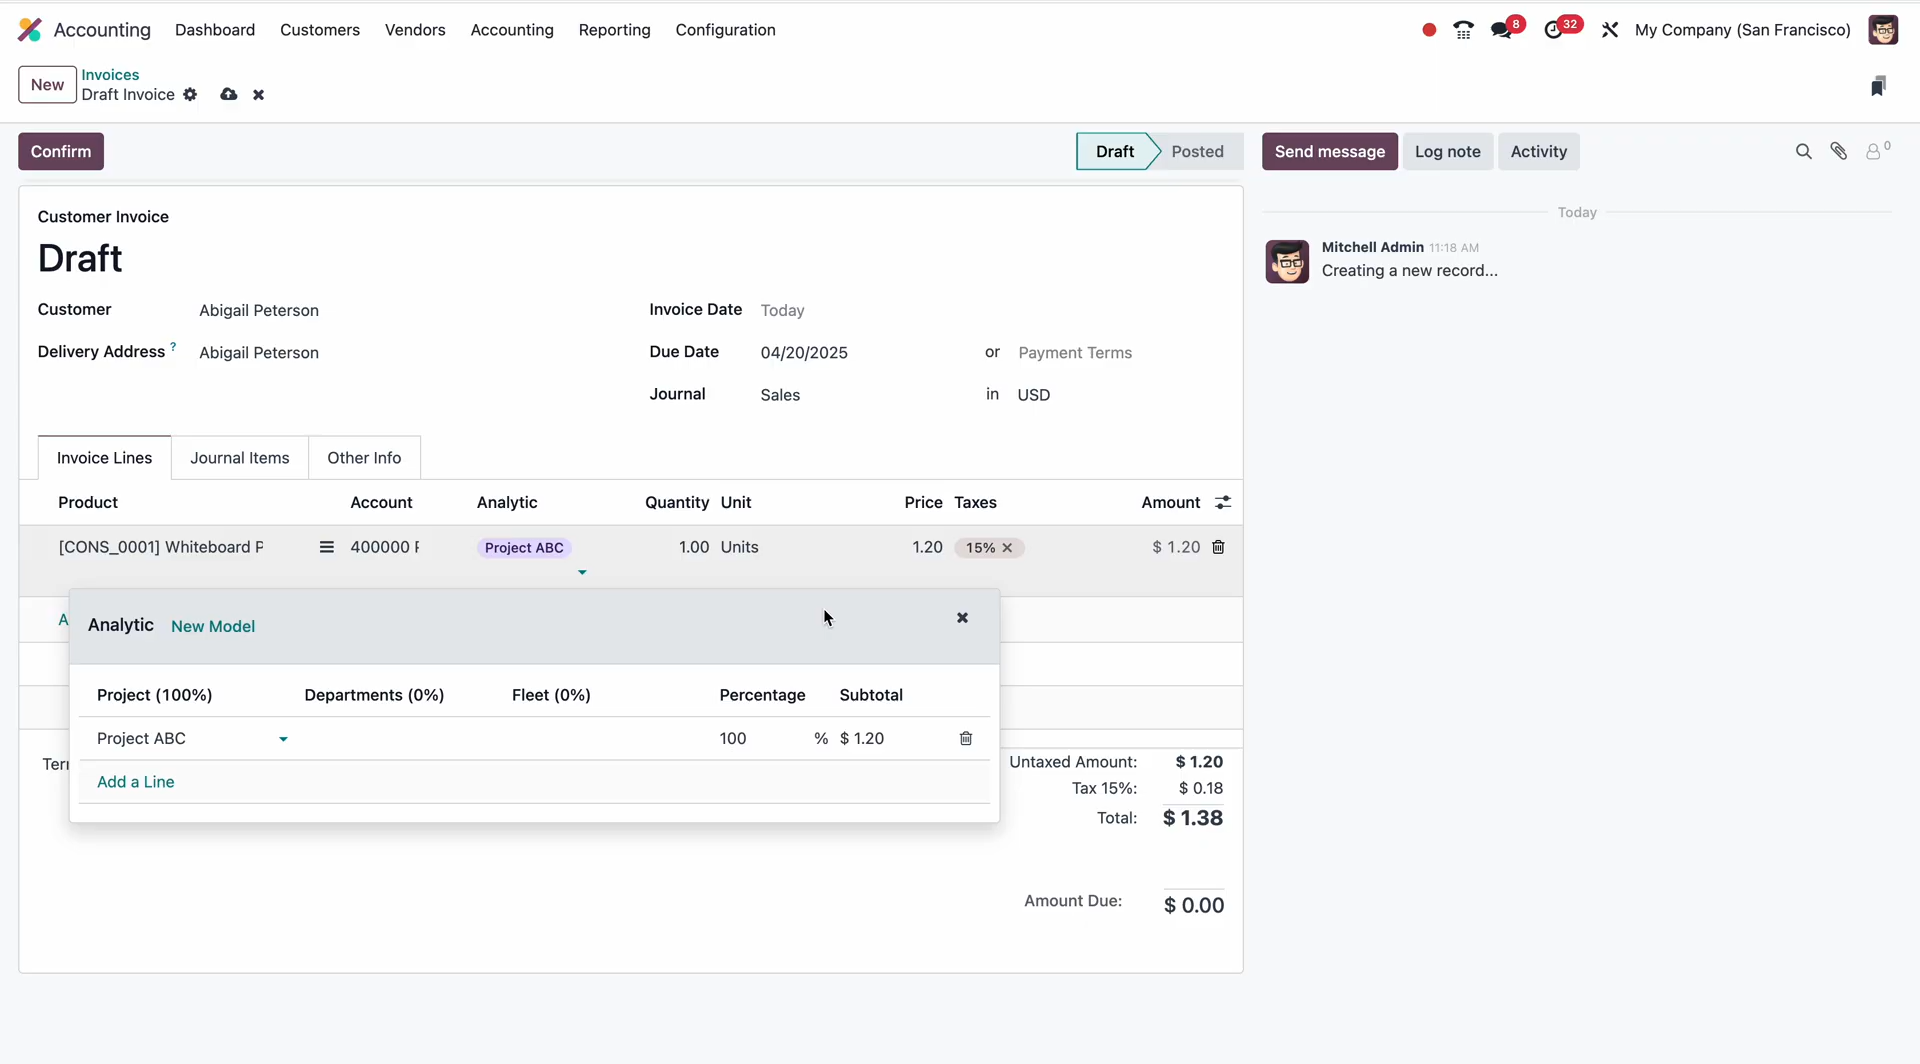 Accounting Dashboard Customers Vendors Accounting Reporting Configuration 8 32 My Company (San Francisco)
New Invoices
Draft Invoice
Confirm Draft Posted Send message Log note Activity 0
Customer Invoice
Draft
Customer Abigail Peterson Invoice Date Today
Delivery Address ? Abigail Peterson Due Date 04/20/2025 or Payment Terms
Journal Sales in USD
Today
Mitchell Admin 11:18 AM
Creating a new record...
Invoice Lines Journal Items Other Info
Product Account Analytic Quantity Unit Price Taxes Amount
[CONS_0001] Whiteboard P 400000 Project ABC 1.00 Units 1.20 15% $ 1.20
A
Analytic New Model
Project (100%) Departments (0%) Fleet (0%) Percentage Subtotal
Project ABC 100 % $ 1.20
Add a Line
Untaxed Amount: $ 1.20
Tax 15%: $ 0.18
Total: $ 1.38
Amount Due: $ 0.00